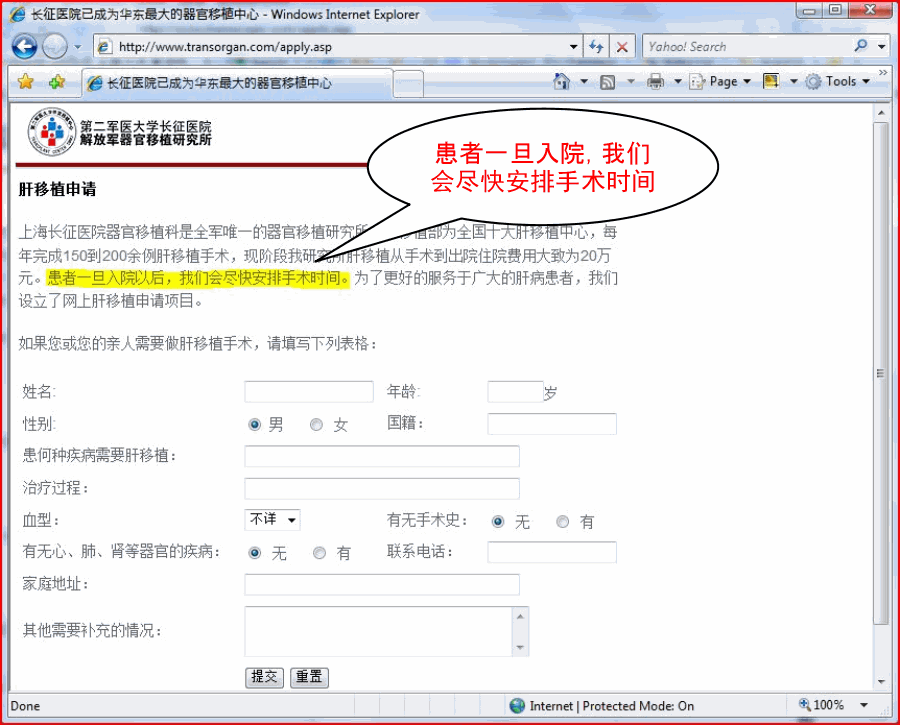 长征医院已成为华东最大的器官移植中心 - Windows Internet Explorer
http://www.transorgan.com/apply.asp
Yahoo! Search
长征医院已成为华东最大的器官移植中心
Page
Tools
第二军医大学长征医院
解放军器官移植研究所
患者一旦入院, 我们
会尽快安排手术时间
肝移植申请
上海长征医院器官移植科是全军唯一的器官移植研究所 移植部为全国十大肝移植中心，每
年完成150到200余例肝移植手术，现阶段我研究所肝移植从手术到出院住院费用大致为20万
元。患者一旦入院以后，我们会尽快安排手术时间。为了更好的服务于广大的肝病患者，我们
设立了网上肝移植申请项目。
如果您或您的亲人需要做肝移植手术，请填写下列表格：
姓名: 年龄: 岁
性别: 男 女 国籍：
患何种疾病需要肝移植：
治疗过程：
血型： 不详 有无手术史： 无 有
有无心、肺、肾等器官的疾病： 无 有 联系电话：
家庭地址：
其他需要补充的情况：
提交 重置
Done Internet | Protected Mode: On 100%